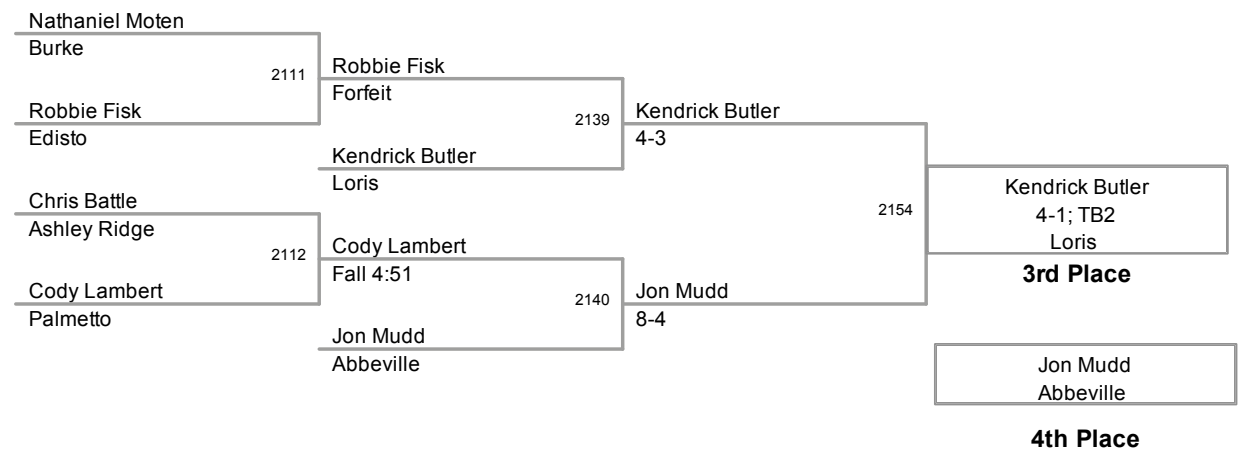 Nathaniel Moten
Burke
2111
Robbie Fisk
Edisto
Robbie Fisk
Forfeit
2139
Kendrick Butler
Loris
Kendrick Butler
4-3
Chris Battle
Ashley Ridge
2112
Cody Lambert
Palmetto
Cody Lambert
Fall 4:51
2140
Jon Mudd
Abbeville
Jon Mudd
8-4
2154
Kendrick Butler
4-1; TB2
Loris
3rd Place
Jon Mudd
Abbeville
4th Place